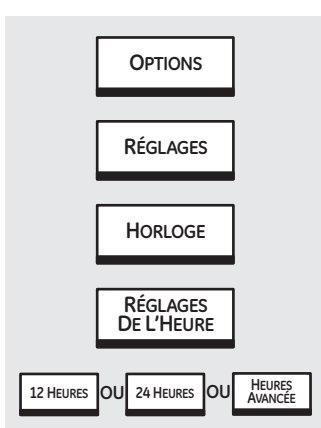 OPTIONS
RÉGLAGES
HORLOGE
RÉGLAGES
DE L'HEURE
12 HEURES OU 24 HEURES OU HEURES
AVANCÉE